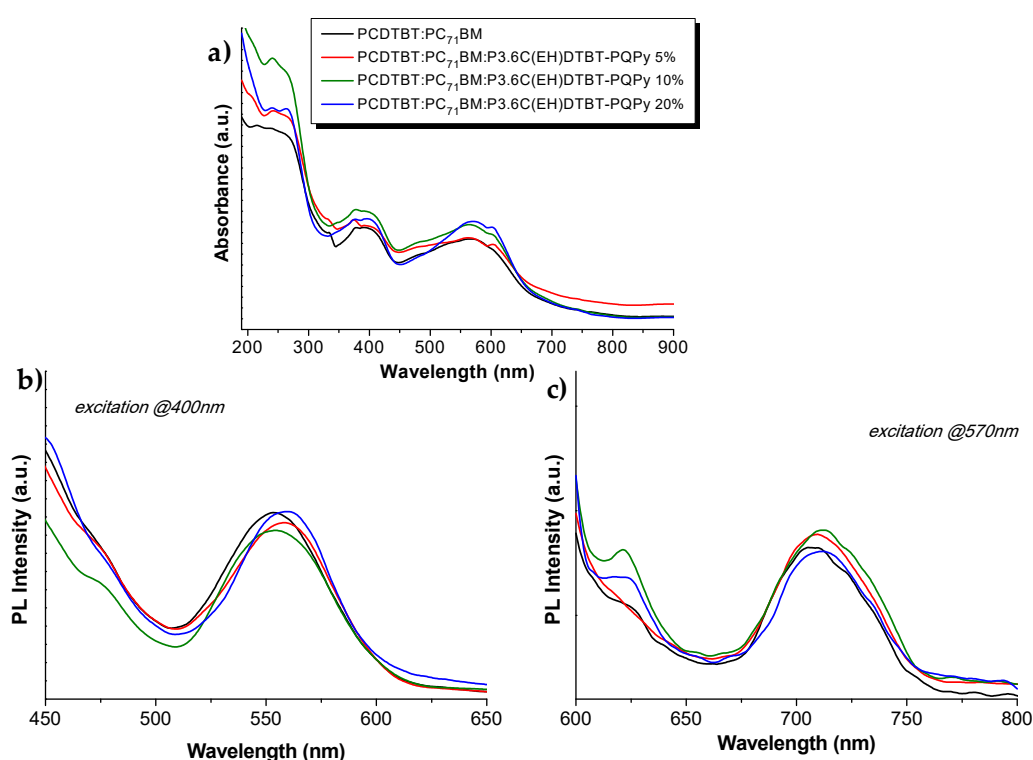 a)
PCDTBT:PC71BM
PCDTBT:PC71BM:P3.6C(EH)DTBT-PQPy 5%
PCDTBT:PC71BM:P3.6C(EH)DTBT-PQPy 10%
PCDTBT:PC71BM:P3.6C(EH)DTBT-PQPy 20%
Absorbance (a.u.)
200 300 400 500 600 700 800 900
Wavelength (nm)
b)
excitation @400nm
PL Intensity (a.u.)
450 500 550 600 650
Wavelength (nm)
c)
excitation @570nm
PL Intensity (a.u.)
600 650 700 750 800
Wavelength (nm)